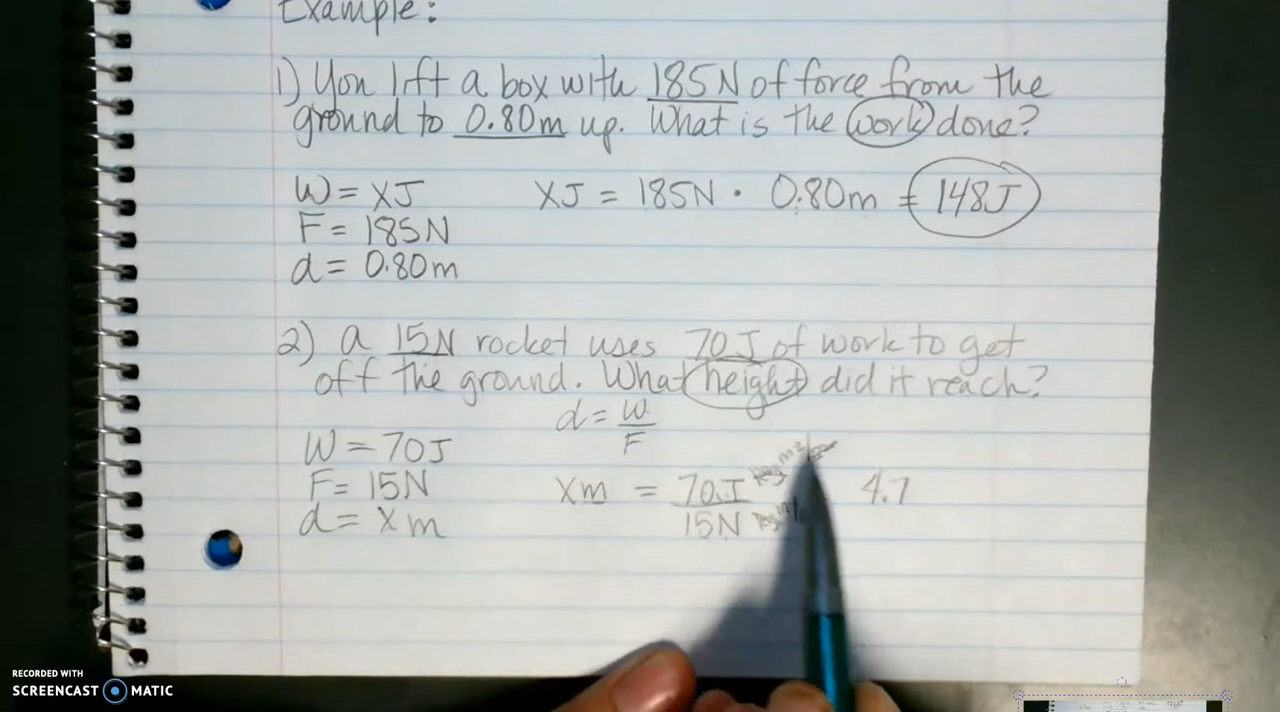 Example:
1) You lift a box with 185N of force from the
ground to 0.80m up. What is the work done?
W = XJ
XJ = 185N · 0.80m = 148J
F = 185N
d = 0.80m
2) a 15N rocket uses 70J of work to get
off the ground. What height did it reach?
d = W/F
W = 70J
F = 15N
Xm = 70J/15N 4.7
d = x m
RECORDED WITH
SCREENCAST MATIC